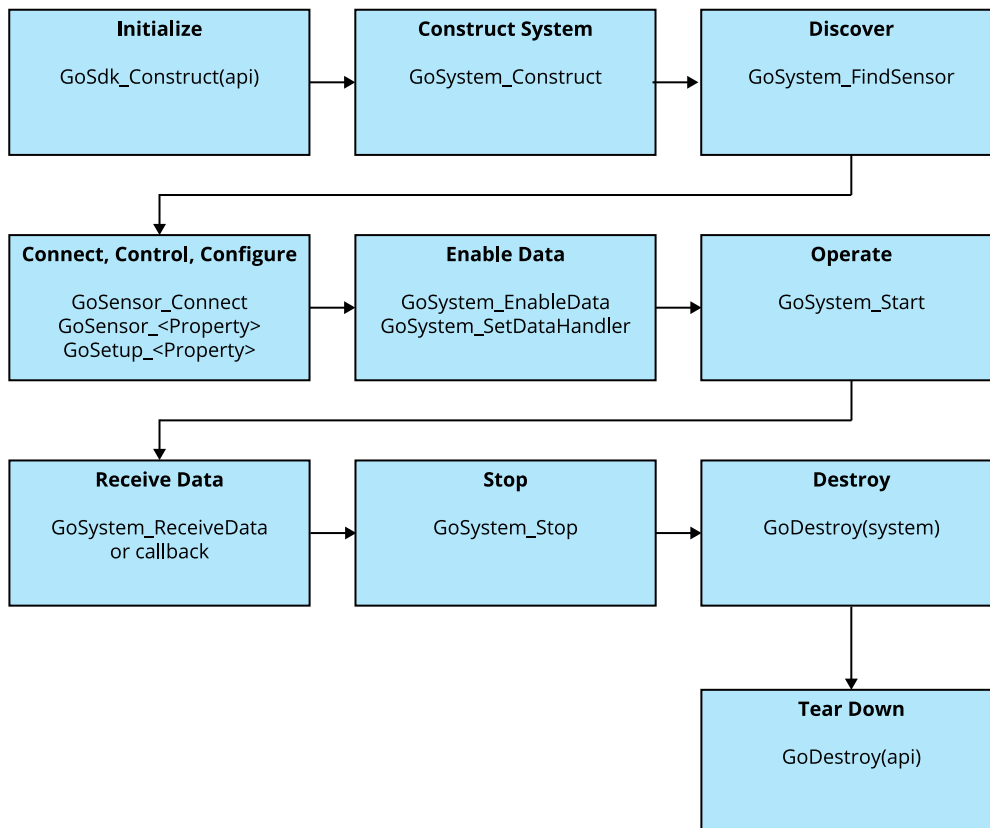 Initialize
GoSdk_Construct(api)
Construct System
GoSystem_Construct
Discover
GoSystem_FindSensor
Connect, Control, Configure
GoSensor_Connect
GoSensor_<Property>
GoSetup_<Property>
Enable Data
GoSystem_EnableData
GoSystem_SetDataHandler
Operate
GoSystem_Start
Receive Data
GoSystem_ReceiveData
or callback
Stop
GoSystem_Stop
Destroy
GoDestroy(system)
Tear Down
GoDestroy(api)